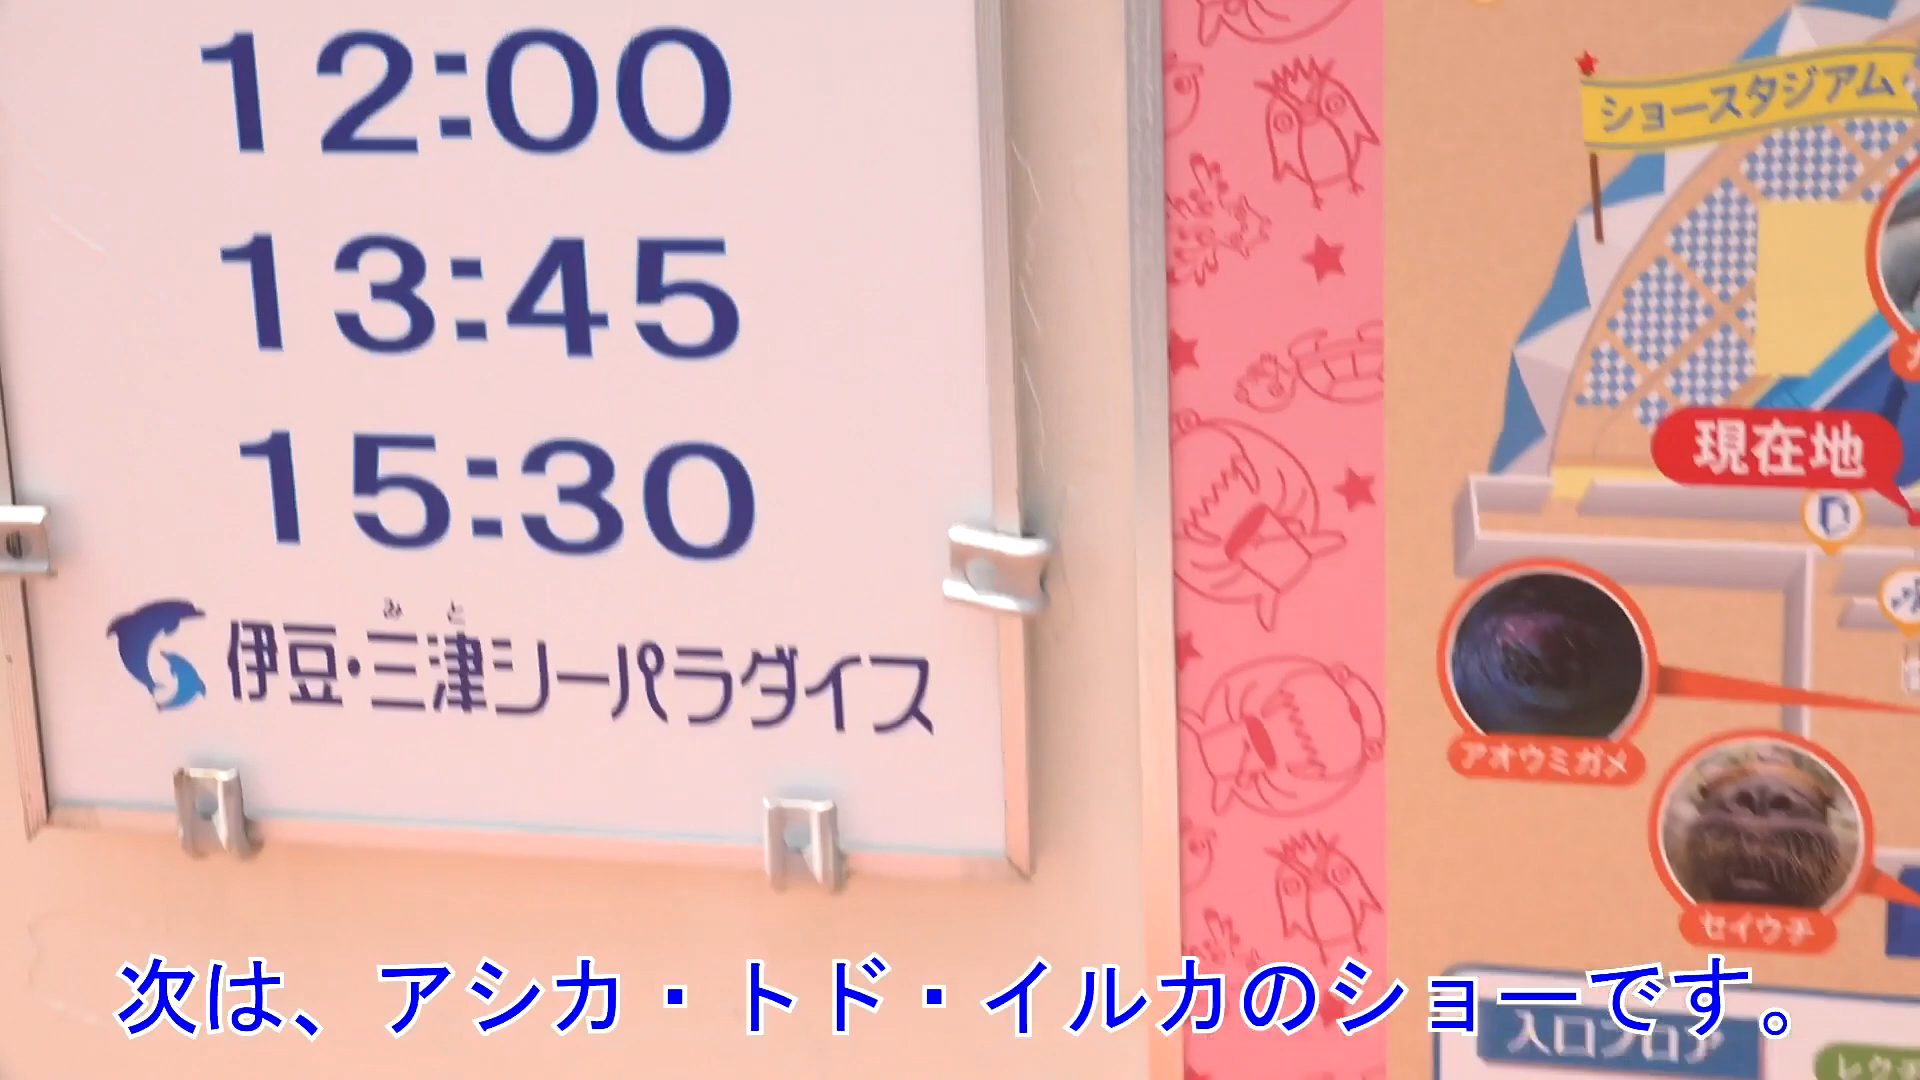 12:00
13:45
15:30
みと
伊豆・三津シーパラダイス
ショースタジアム
現在地
アオウミガメ
セイウチ
入口フロア
レクチ
次は、アシカ・トド・イルカのショーです。